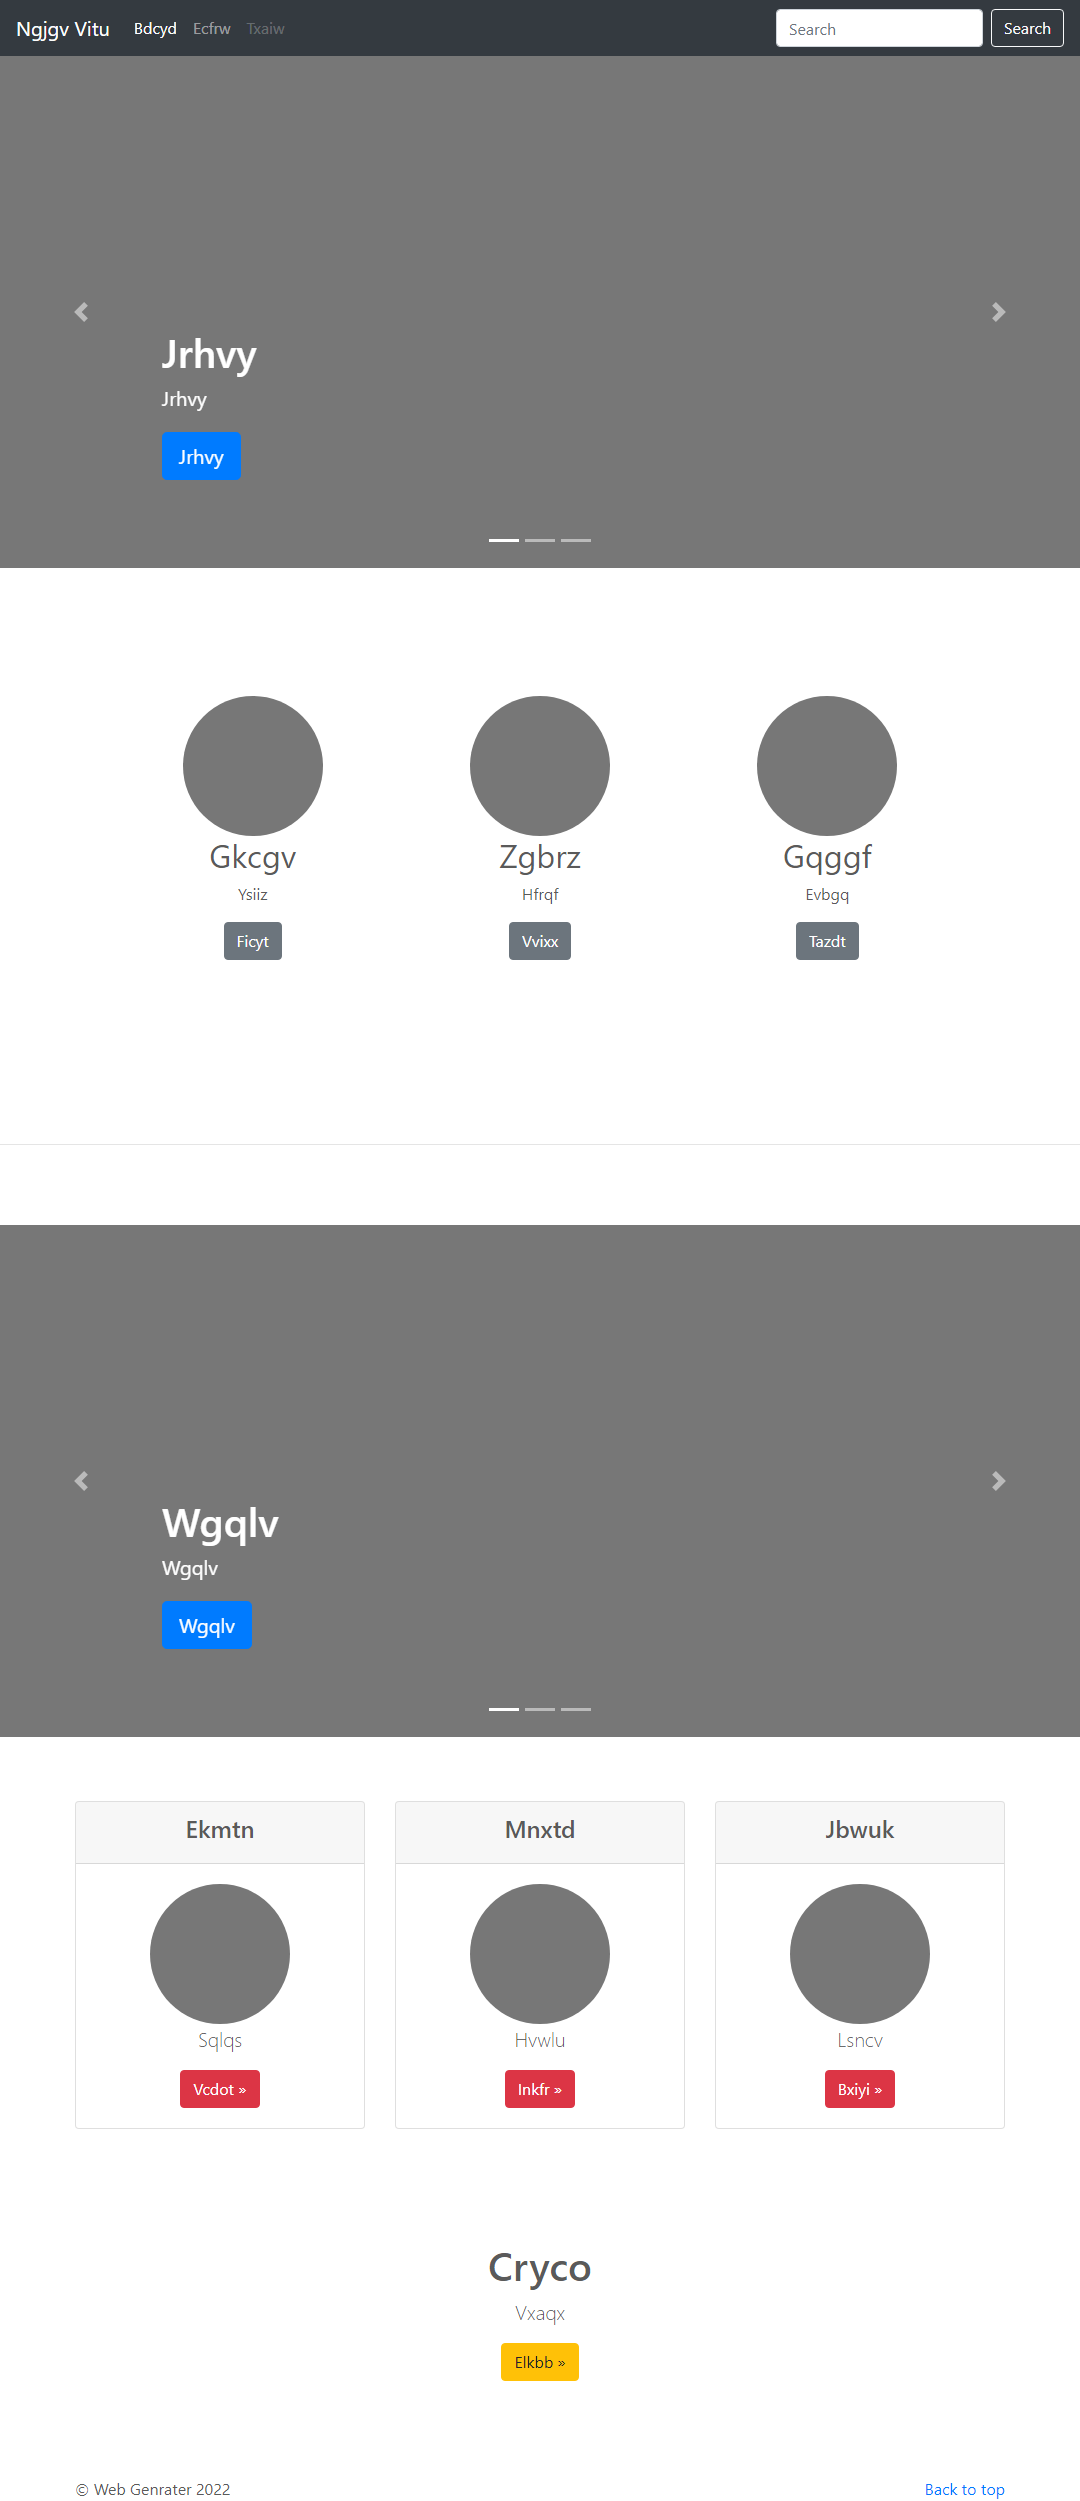 Ngjgv Vitu Bdcyd Ecfrw Txaiw Search Search
Jrhvy
Jrhvy
Jrhvy
Gkcgv Zgbrz Gqggf
Ysiiz Hfrqf Evbgq
Ficyt Vvixx Tazdt
Wgqlv
Wgqlv
Wgqlv
Ekmtn Mnxtd Jbwuk
Sqlqs Hvwlu Lsncv
Vcdot » Inkfr » Bxiyi »
Cryco
Vxaqx
Elkbb »
© Web Genrater 2022 Back to top